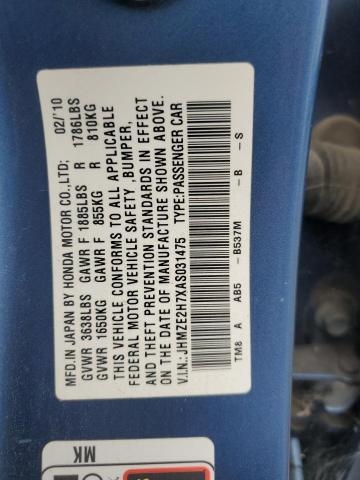 MFD.IN JAPAN BY HONDA MOTOR CO.,LTD; 02/'10
GVWR 3638LBS GAWR F 1885LBS R 1786LBS
GVWR 1650KG GAWR F 855KG R 810KG
THIS VEHICLE CONFORMS TO ALL APPLICABLE
FEDERAL MOTOR VEHICLE SAFETY ,BUMPER,
AND THEFT PREVENTION STANDARDS IN EFFECT
ON THE DATE OF MANUFACTURE SHOWN ABOVE.
V.I.N.: JHMZE2H7XAS031475 TYPE:PASSENGER CAR
TM8 A AB5 - B537M - B - S
MK